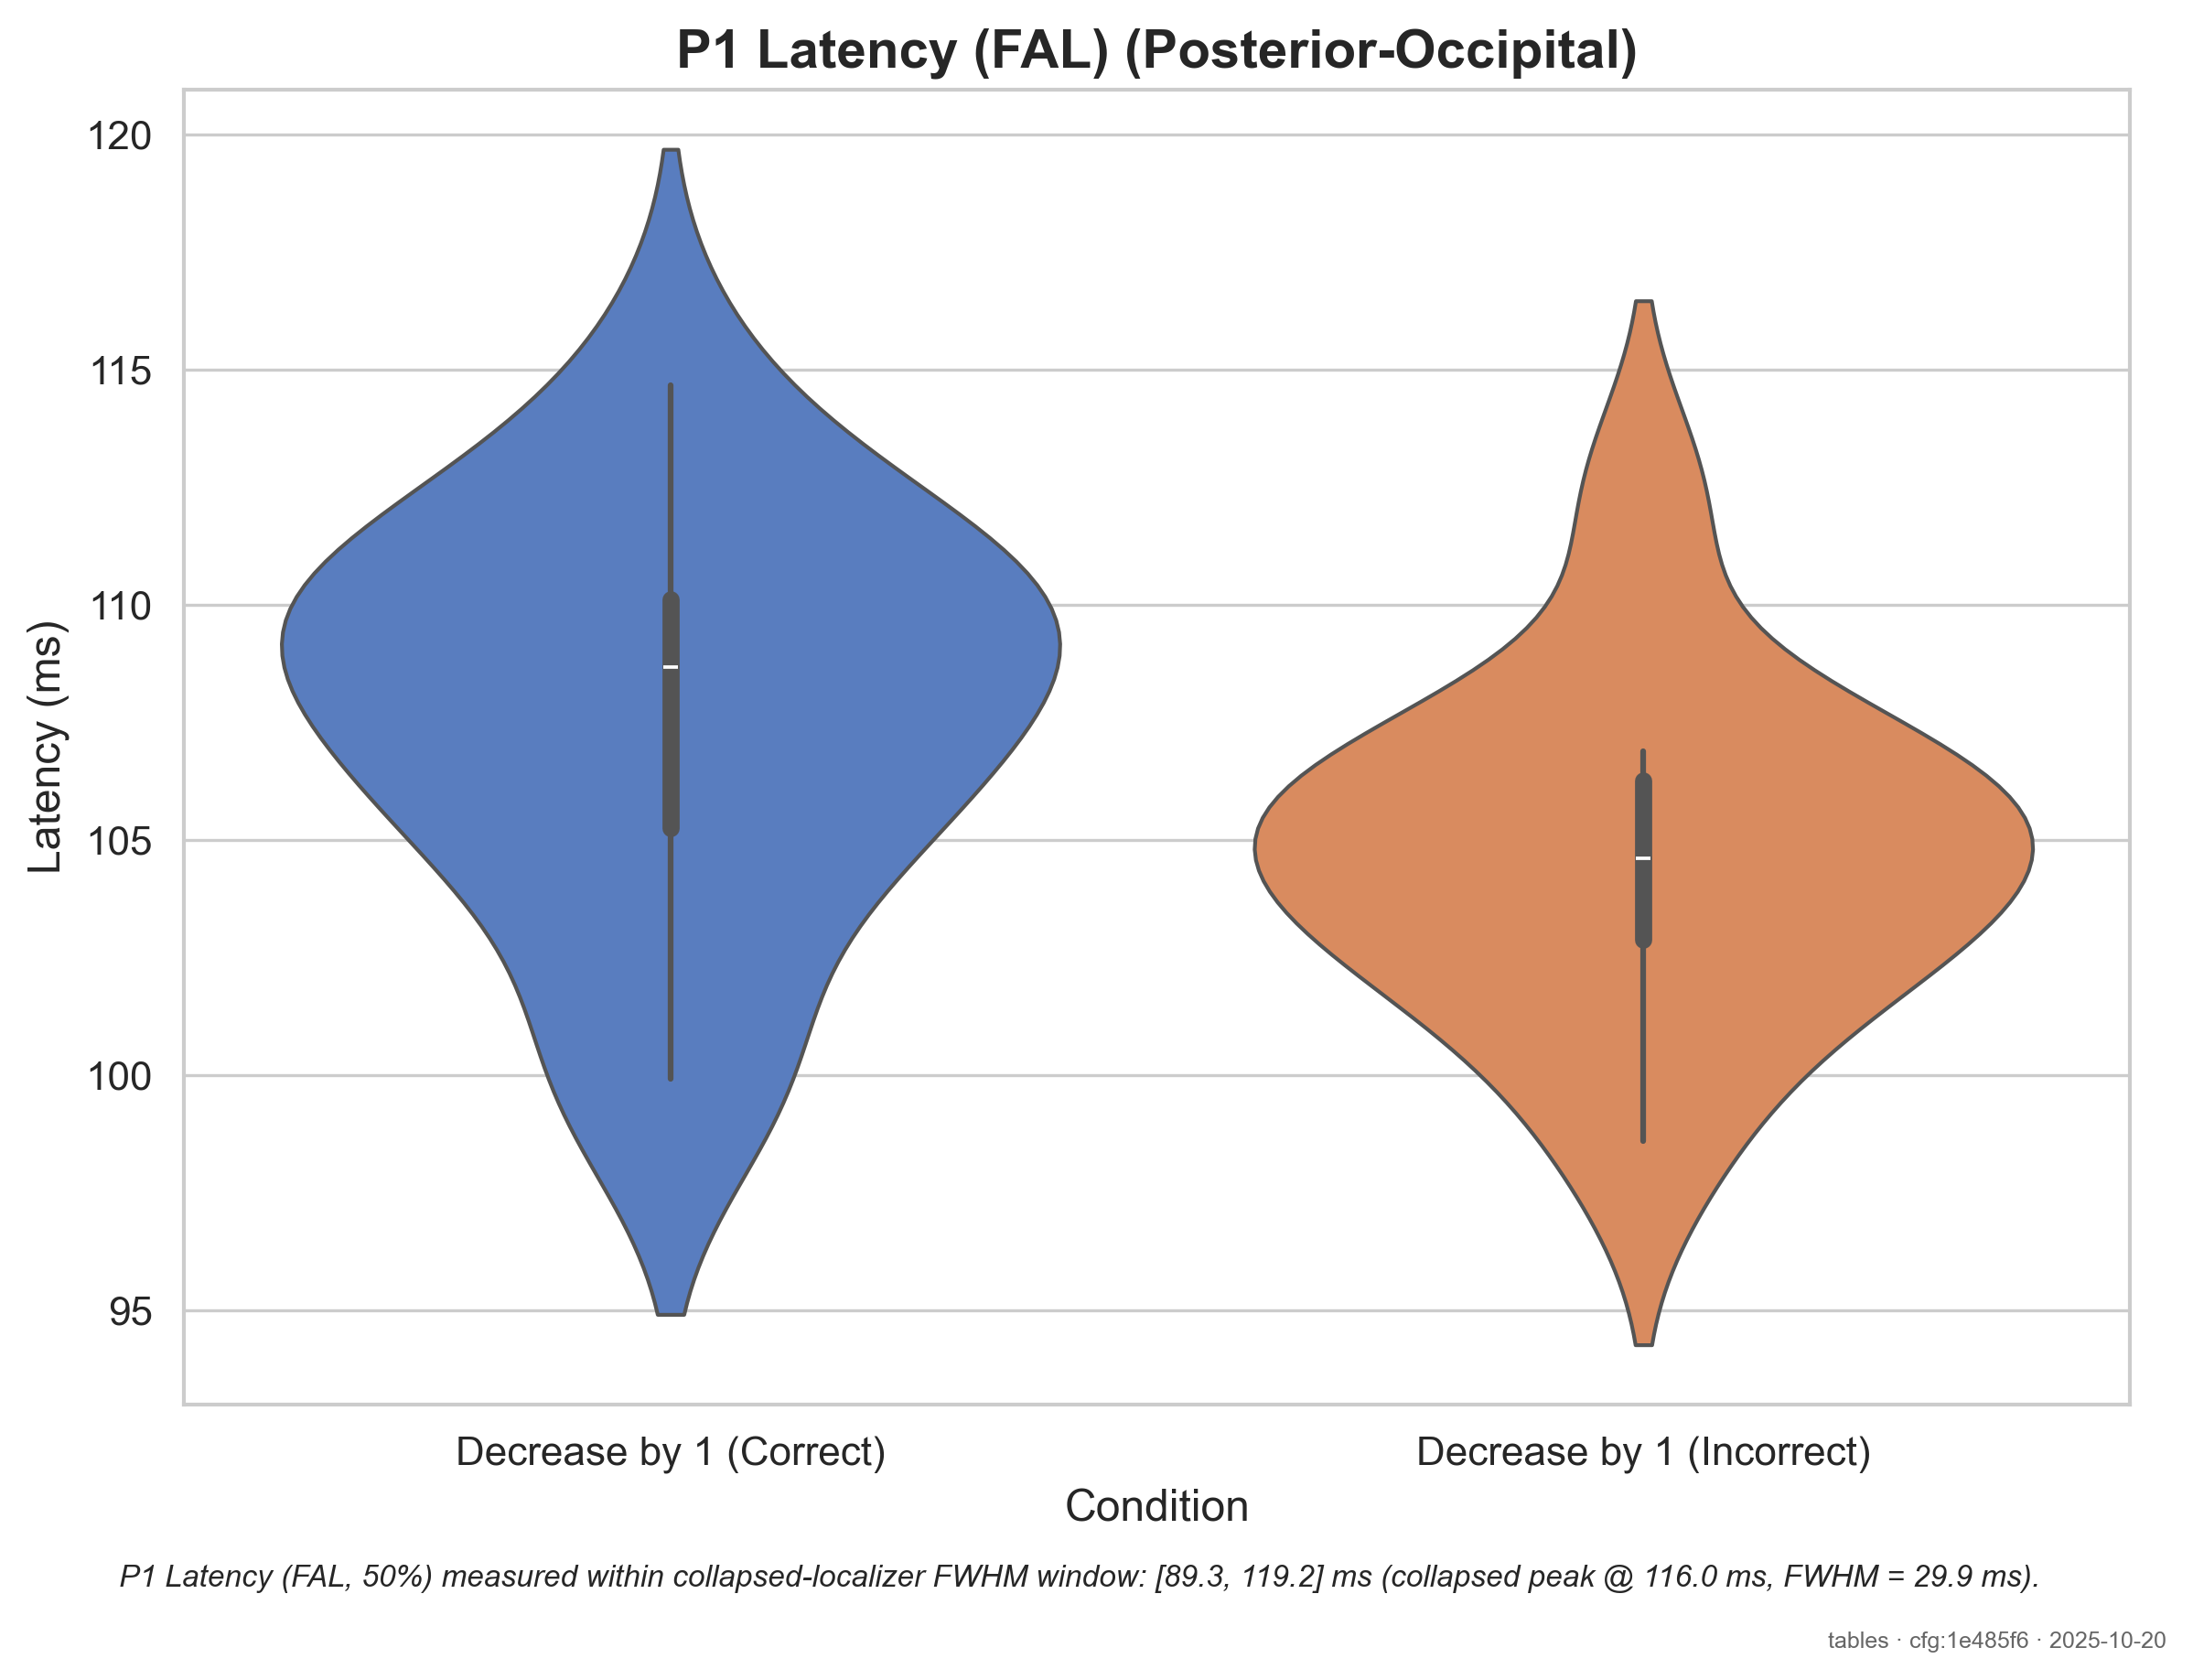 P1 Latency (FAL) (Posterior-Occipital)
120
115
110
105
100
95
Latency (ms)
Decrease by 1 (Correct)
Decrease by 1 (Incorrect)
Condition
P1 Latency (FAL, 50%) measured within collapsed-localizer FWHM window: [89.3, 119.2] ms (collapsed peak @ 116.0 ms, FWHM = 29.9 ms).
tables · cfg:1e485f6 · 2025-10-20